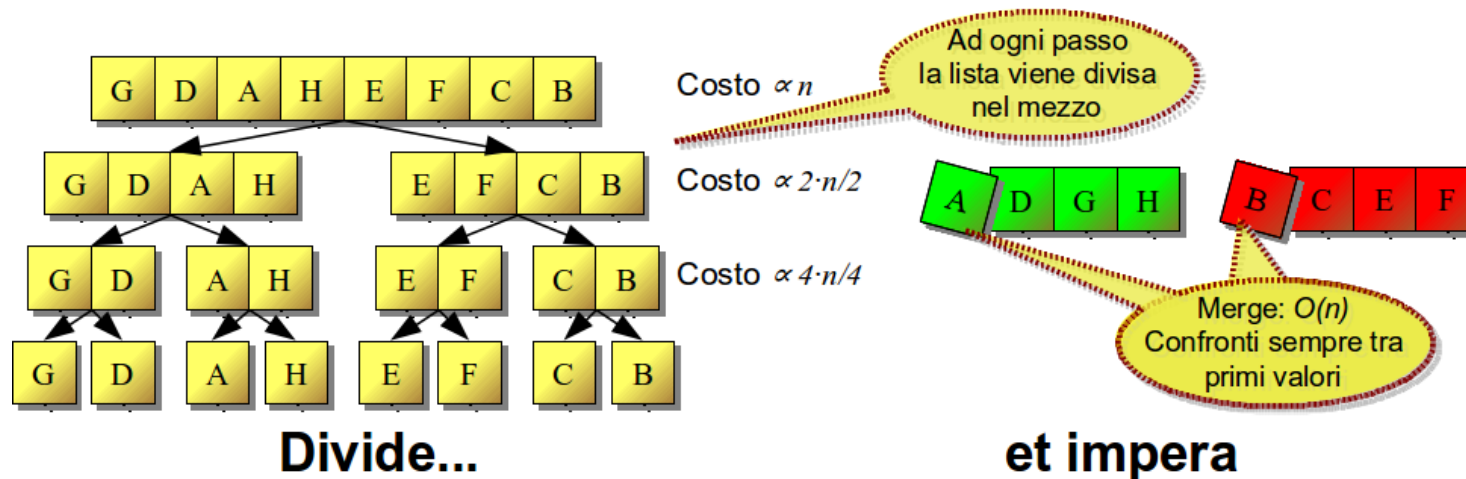 G D A H E F C B
Costo ∝ n
Ad ogni passo
la lista viene divisa
nel mezzo
G D A H
E F C B
Costo ∝ 2·n/2
A D G H
B C E F
G D
A H
E F
C B
Costo ∝ 4·n/4
Merge: O(n)
Confronti sempre tra
primi valori
G D A H E F C B
Divide...
et impera